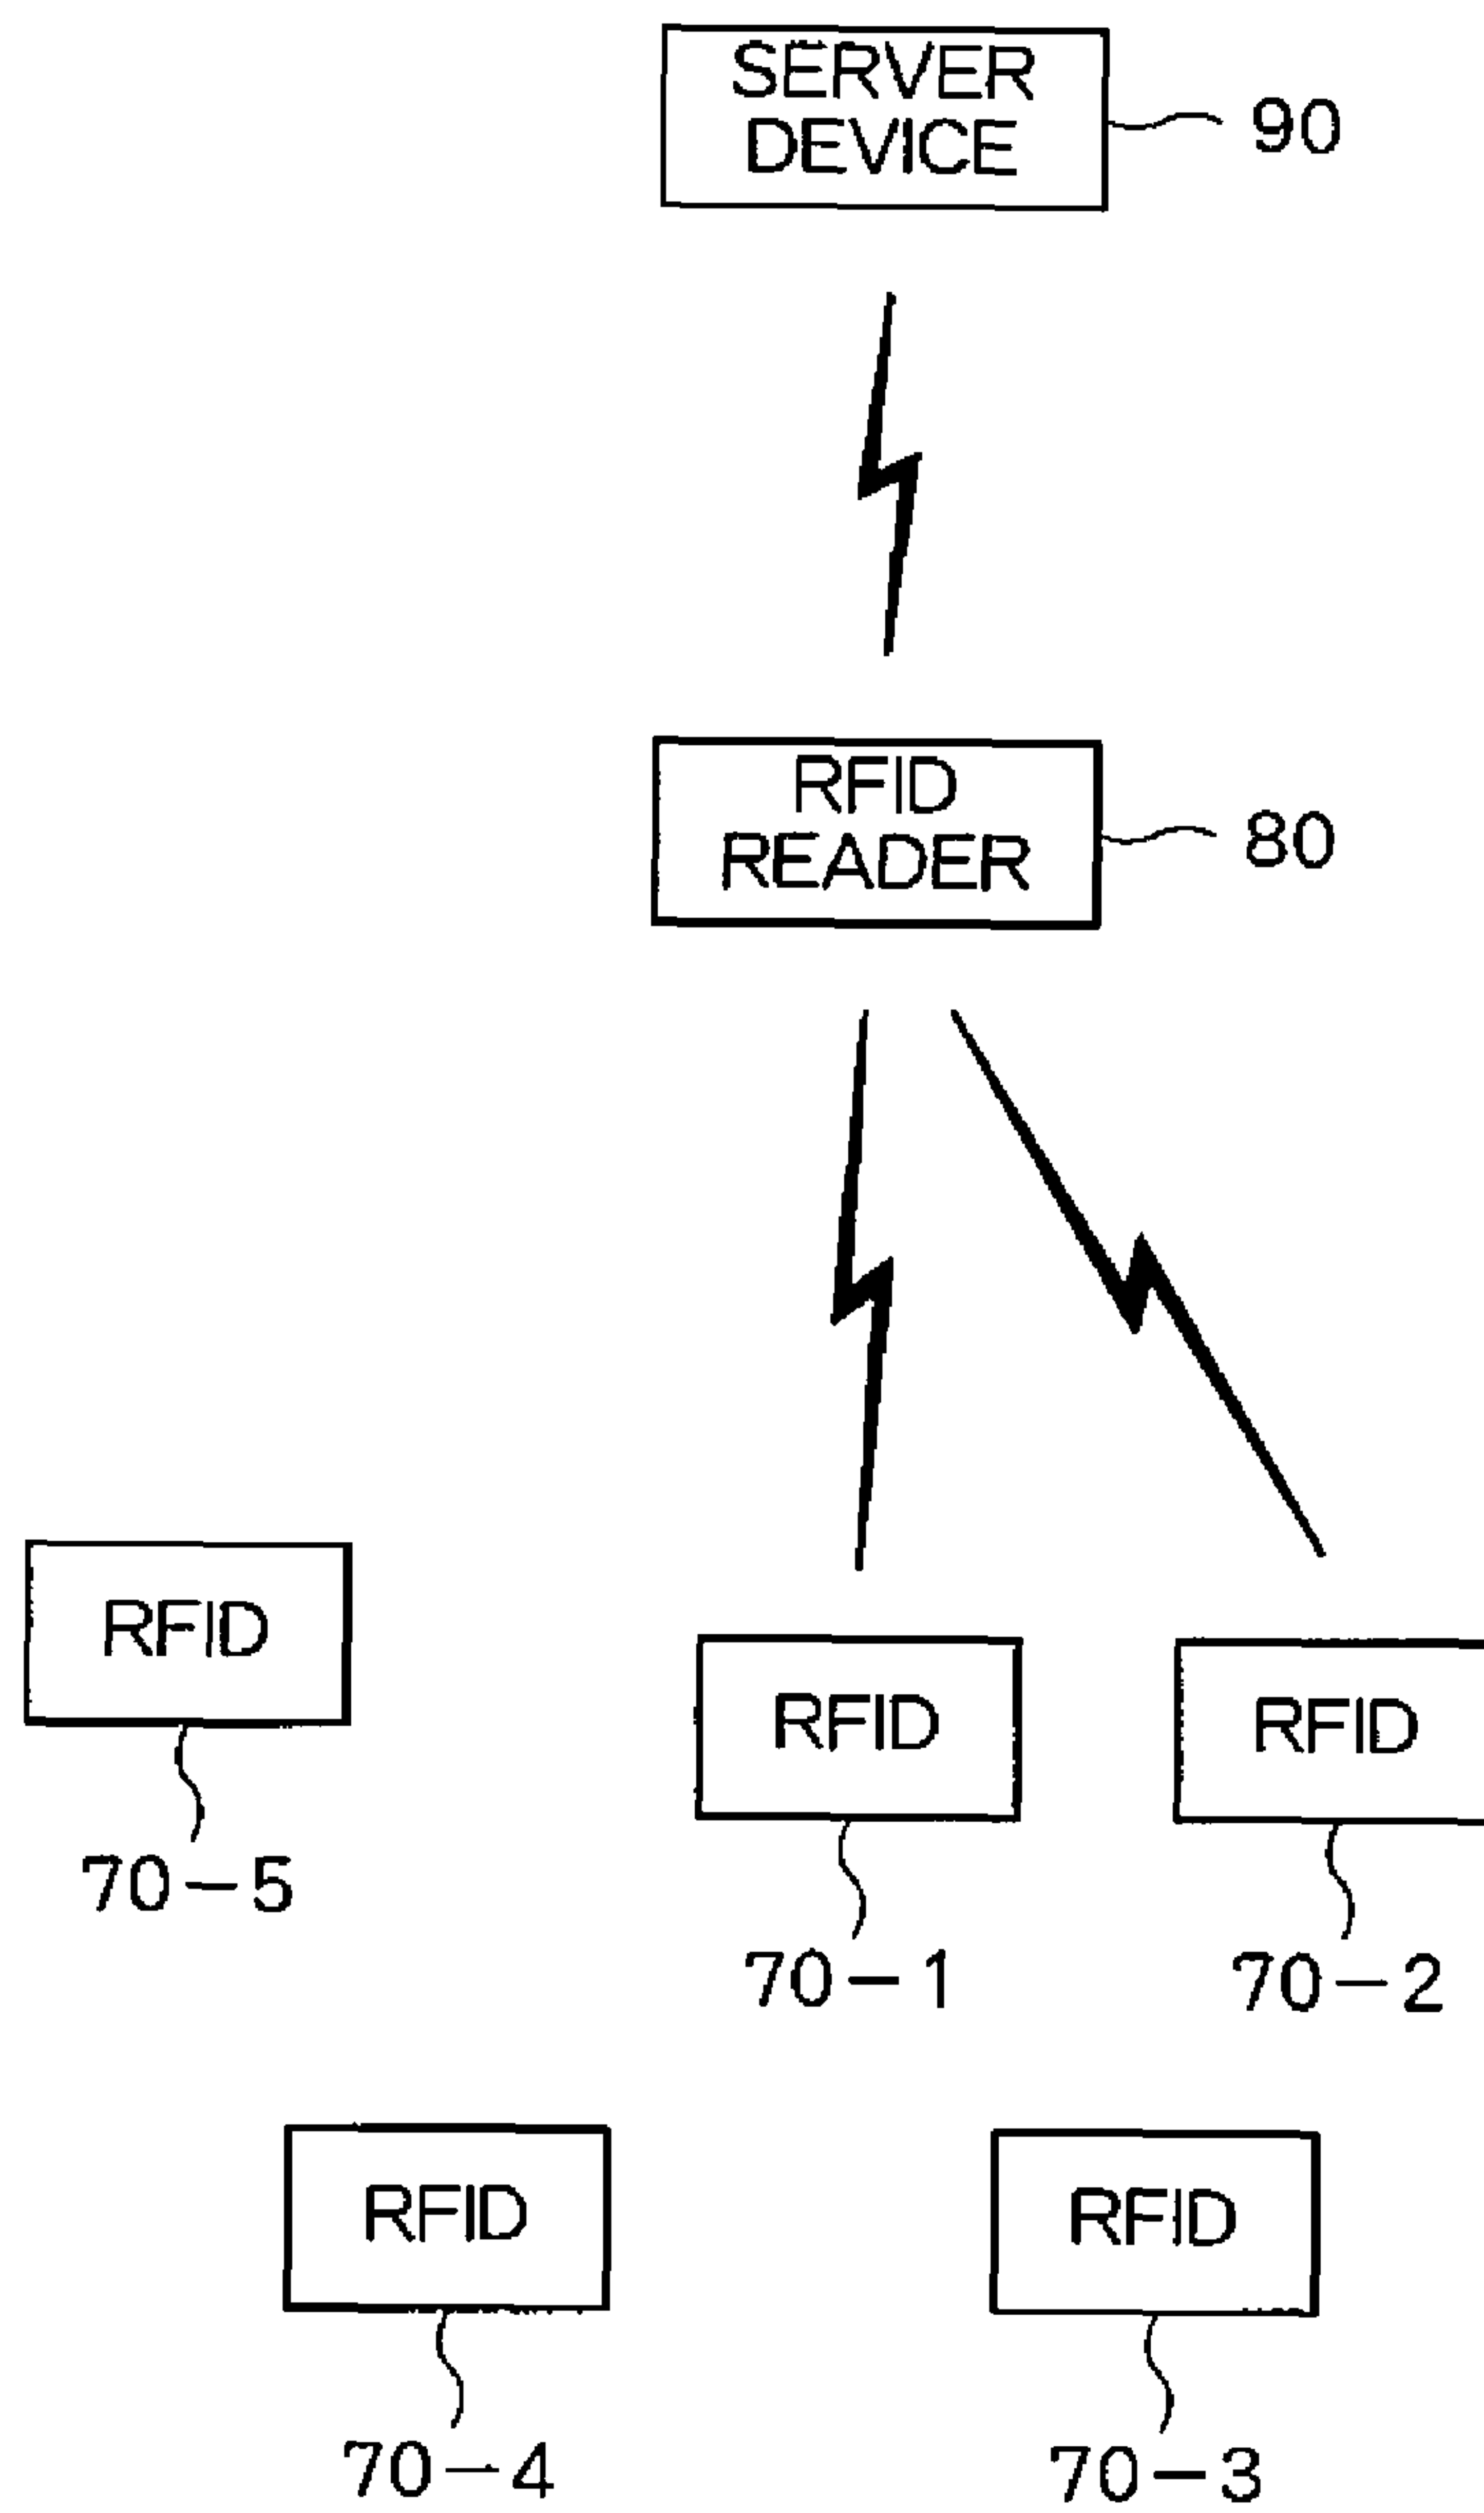 SERVER
DEVICE
90
RFID
READER
80
RFID
70-5
RFID
70-1
RFID
70-2
RFID
70-4
RFID
70-3